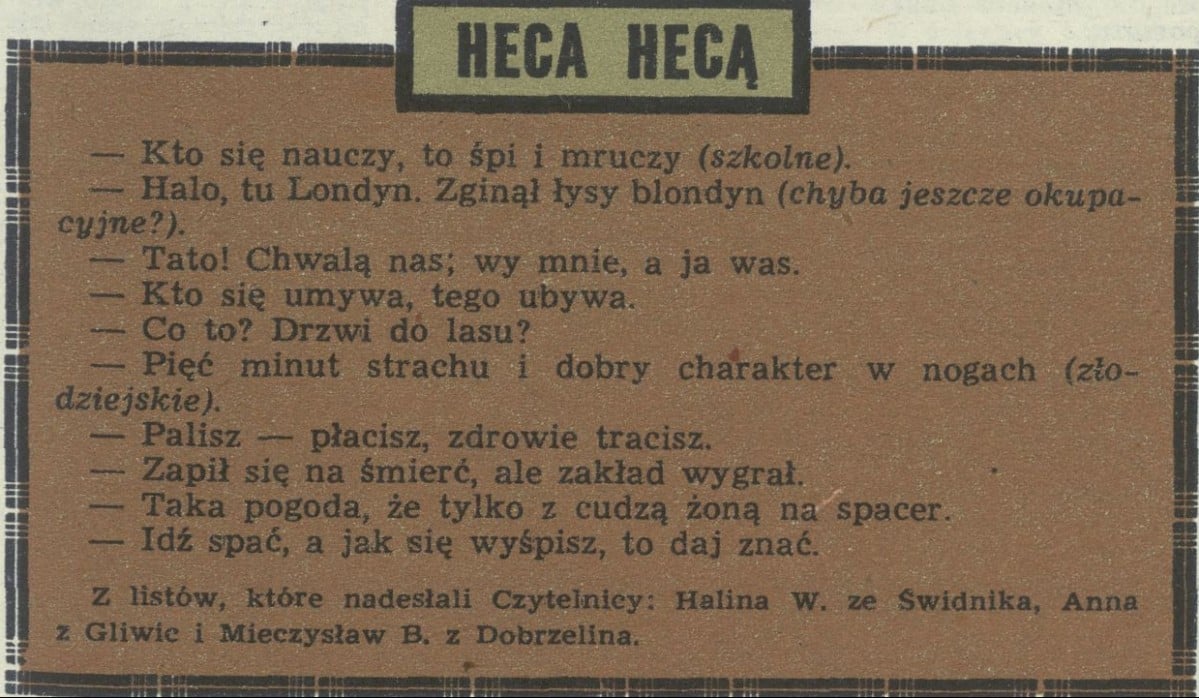 HECA HECĄ
— Kto się nauczy, to śpi i mruczy (szkolne).
— Halo, tu Londyn. Zginął łysy blondyn (chyba jeszcze okupa-
cyjne?).
— Tato! Chwalą nas; wy mnie, a ja was.
— Kto się umywa, tego ubywa.
— Co to? Drzwi do lasu?
— Pięć minut strachu i dobry charakter w nogach (zło-
dziejskie).
— Palisz — płacisz, zdrowie tracisz.
— Zapił się na śmierć, ale zakład wygrał.
— Taka pogoda, że tylko z cudzą żoną na spacer.
— Idź spać, a jak się wyśpisz, to daj znać.
Z listów, które nadesłali Czytelnicy: Halina W. ze Świdnika, Anna
z Gliwic i Mieczysław B. z Dobrzelina.